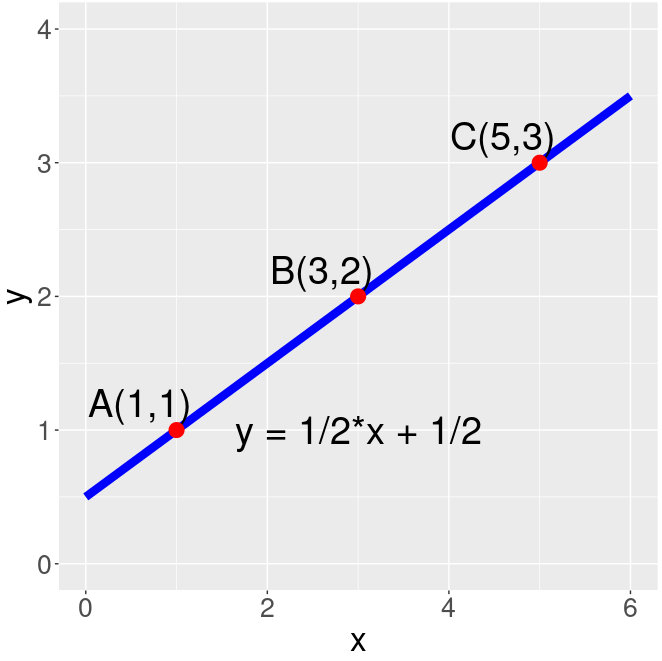 4
C(5,3)
3
B(3,2)
y
2
A(1,1)
1
y = 1/2*x + 1/2
0
0 2 4 6
x